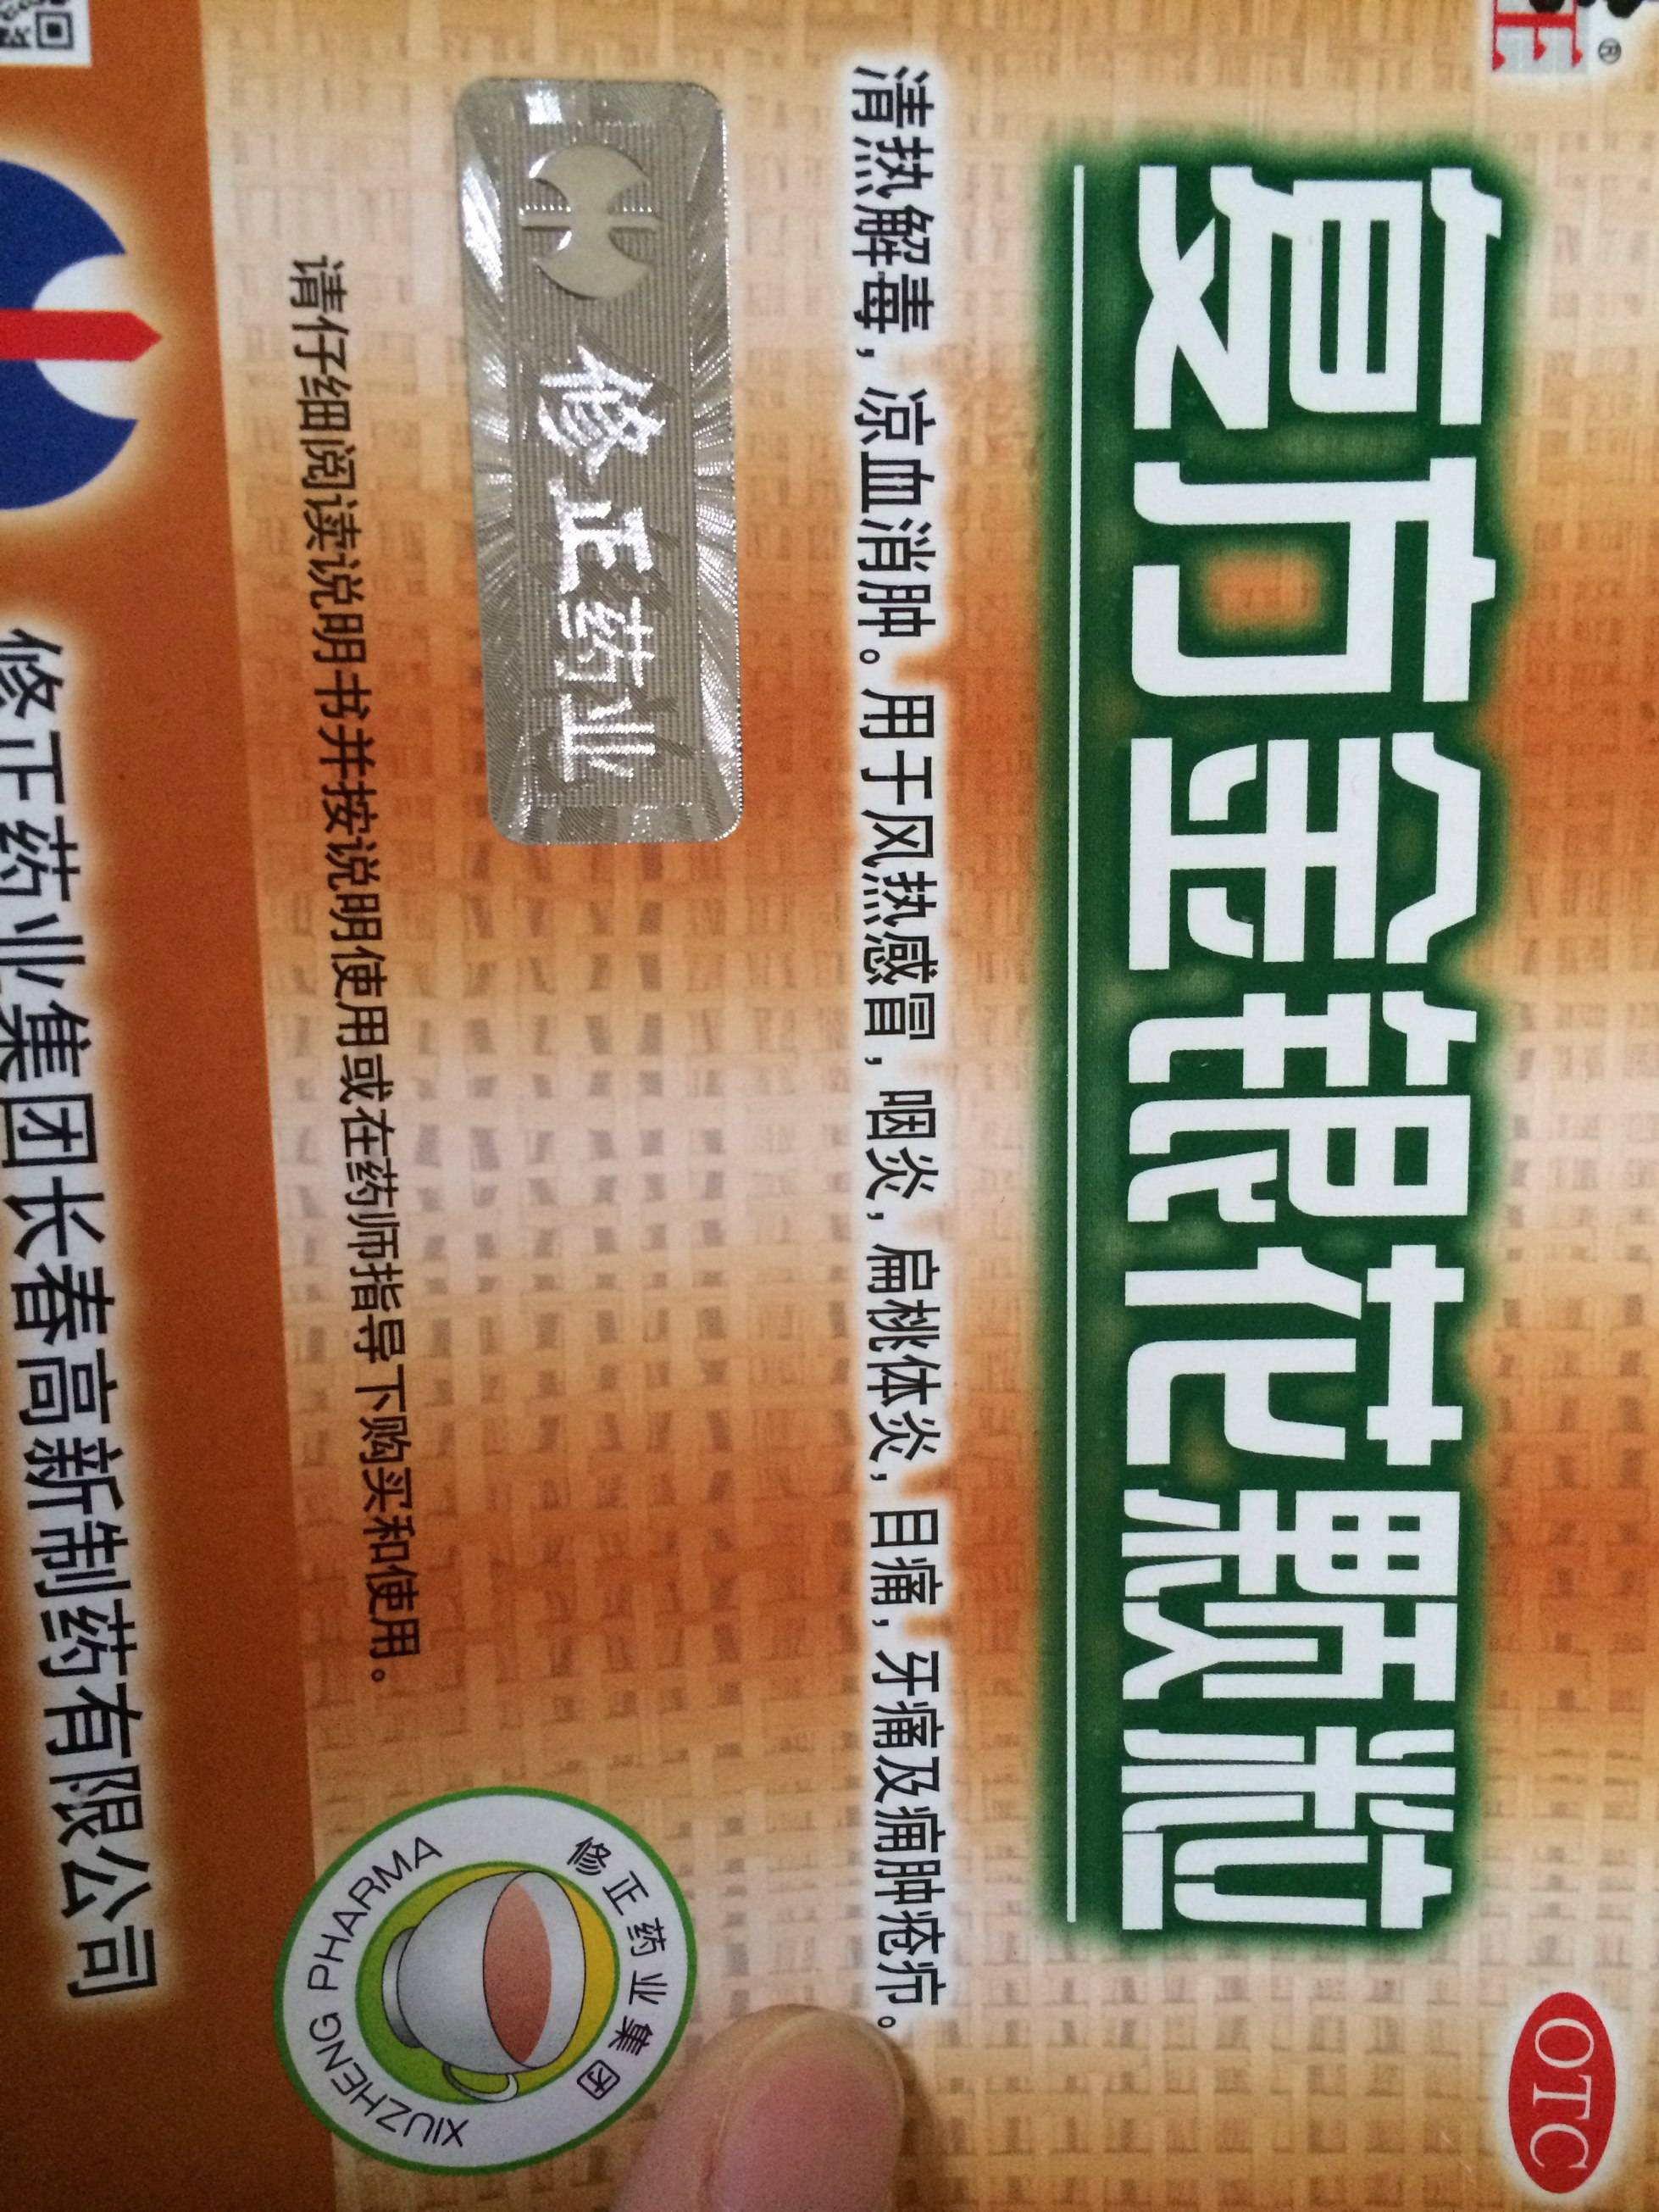 正®
OTC
复方金银花颗粒
清热解毒，凉血消肿。用于风热感冒，咽炎，扁桃体炎，目痛，牙痛及痈肿疮疖。
修正药业
修正药业集团
XIUZHENG PHARMA
请仔细阅读说明书并按说明使用或在药师指导下购买和使用。
修正药业集团长春高新制药有限公司